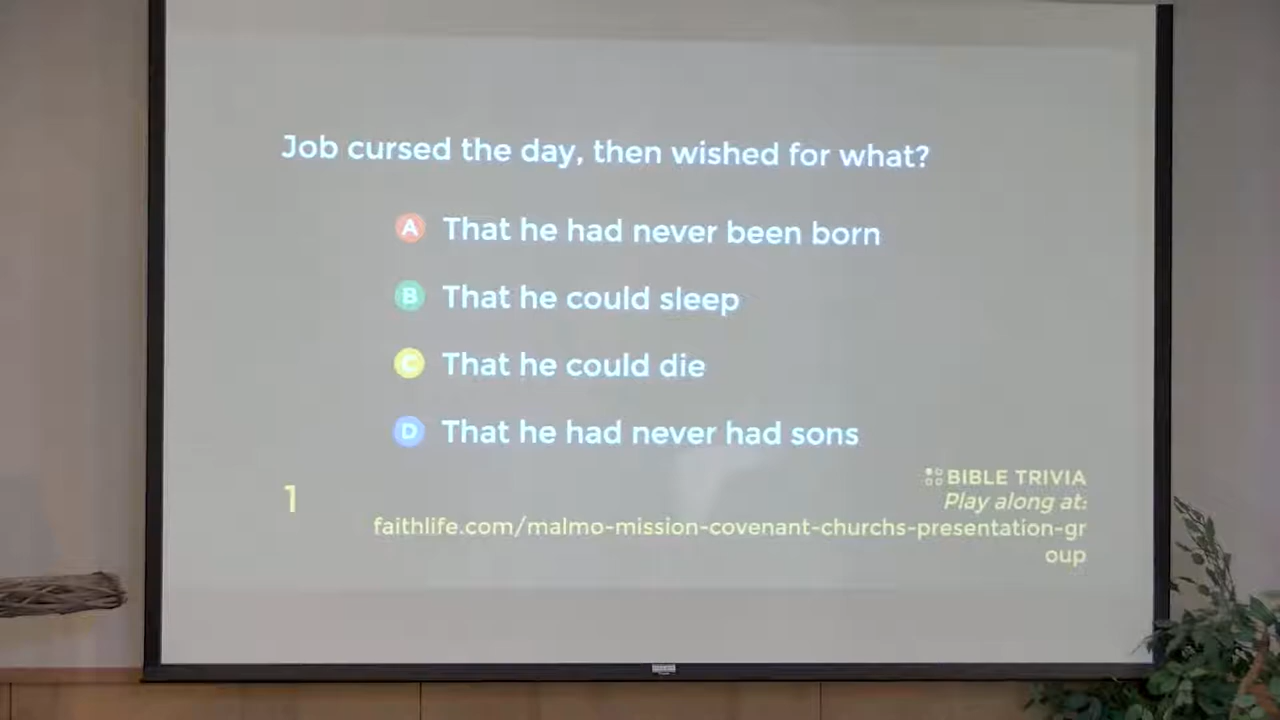 Job cursed the day, then wished for what?
A That he had never been born
B That he could sleep
C That he could die
D That he had never had sons
BIBLE TRIVIA
1
Play along at:
faithlife.com/malmo-mission-covenant-churchs-presentation-gr
oup